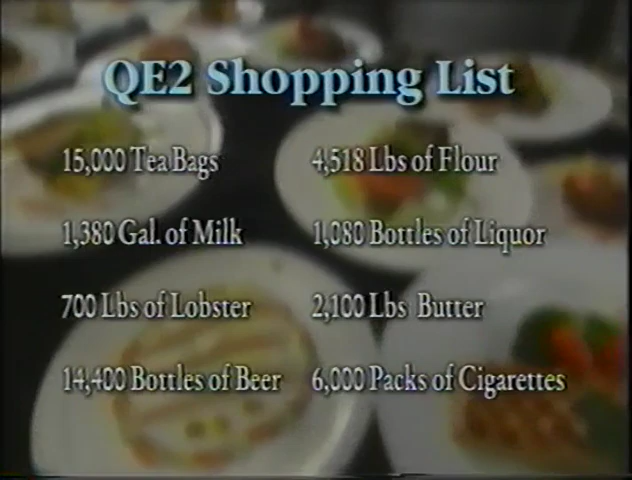 QE2 Shopping List
15,000 Tea Bags
4,518 Lbs of Flour
1,380 Gal. of Milk
1,080 Bottles of Liquor
700 Lbs of Lobster
2,100 Lbs Butter
14,400 Bottles of Beer
6,000 Packs of Cigarettes